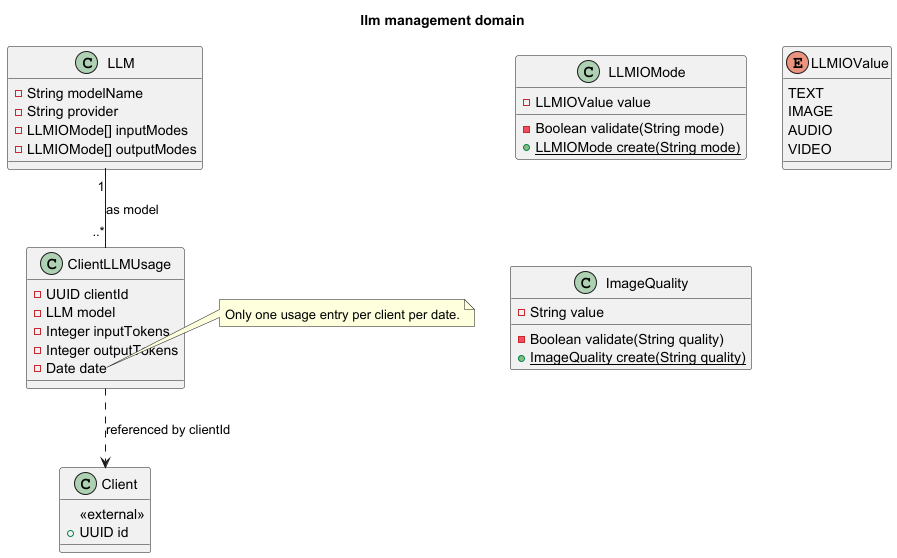 llm management domain
C LLM
String modelName
String provider
LLMIOMode[] inputModes
LLMIOMode[] outputModes
C LLMIOMode
LLMIOValue value
Boolean validate(String mode)
LLMIOMode create(String mode)
E LLMIOValue
TEXT
IMAGE
AUDIO
VIDEO
1
as model
..*
C ClientLLMUsage
UUID clientId
LLM model
Integer inputTokens
Integer outputTokens
Date date
Only one usage entry per client per date.
C ImageQuality
String value
Boolean validate(String quality)
ImageQuality create(String quality)
referenced by clientId
C Client
«external»
UUID id